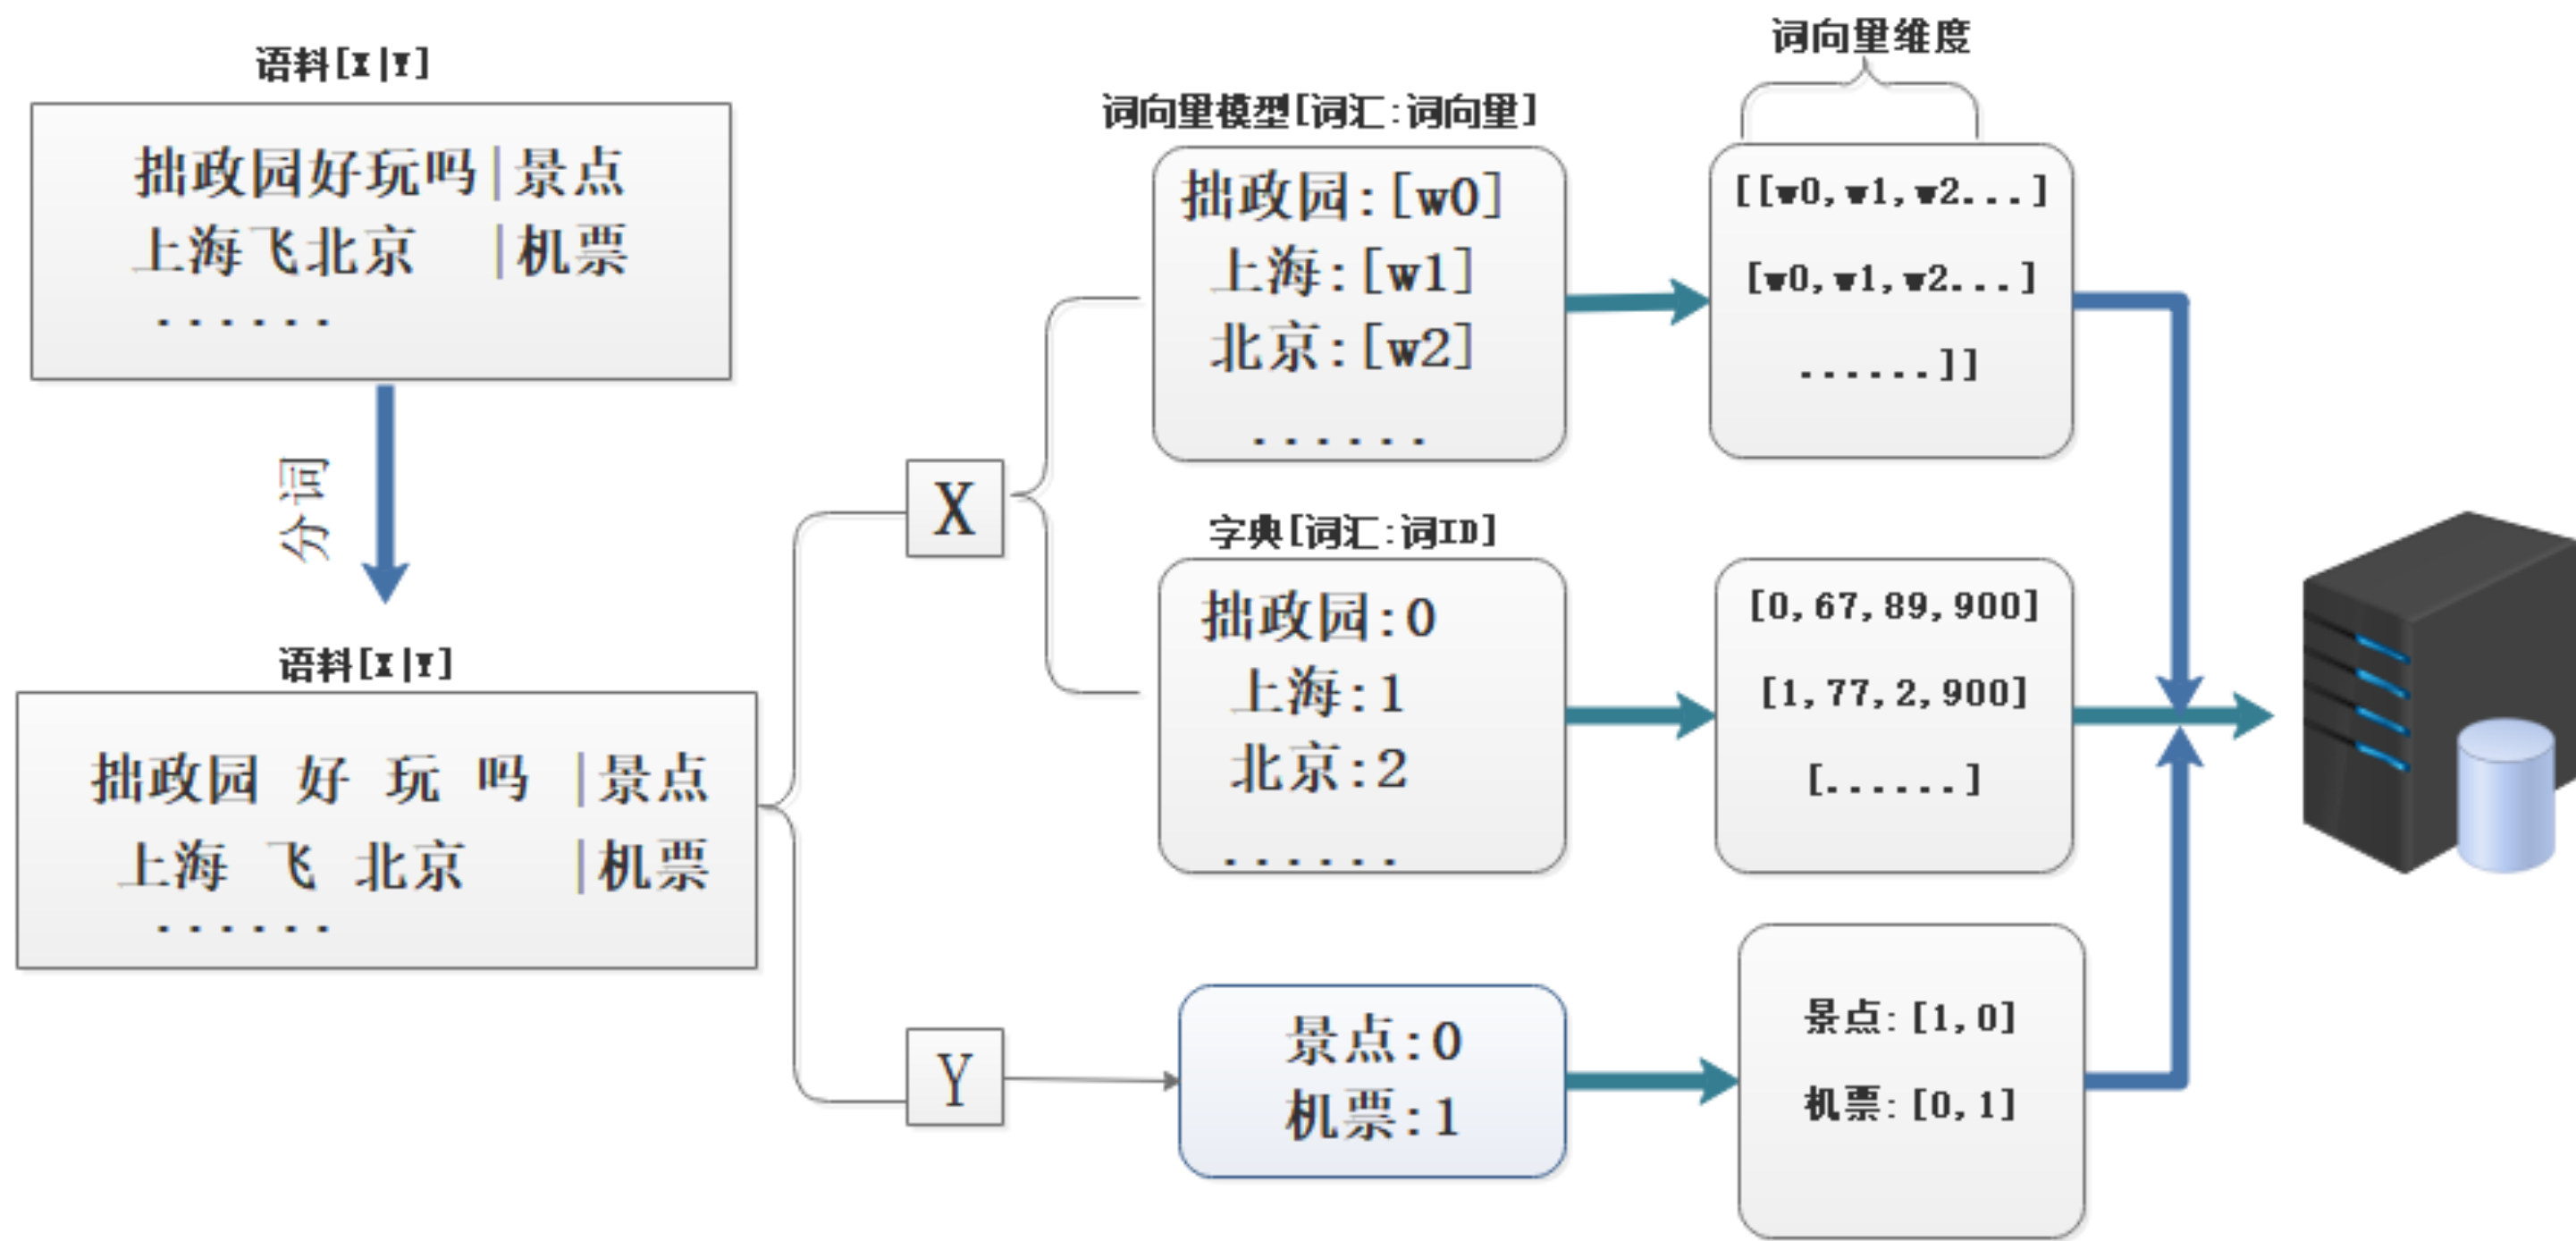 语料[X|Y]
拙政园好玩吗|景点
上海飞北京 |机票
......
分词
语料[X|Y]
拙政园 好 玩 吗 |景点
上海 飞 北京 |机票
......
X
Y
词向量模型[词汇:词向量]
拙政园:[w0]
上海:[w1]
北京:[w2]
......
词向量维度
[[w0,w1,w2...]
[w0,w1,w2...]
......]]
字典[词汇:词ID]
拙政园:0
上海:1
北京:2
......
[0,67,89,900]
[1,77,2,900]
[......]
景点:0
机票:1
景点:[1,0]
机票:[0,1]